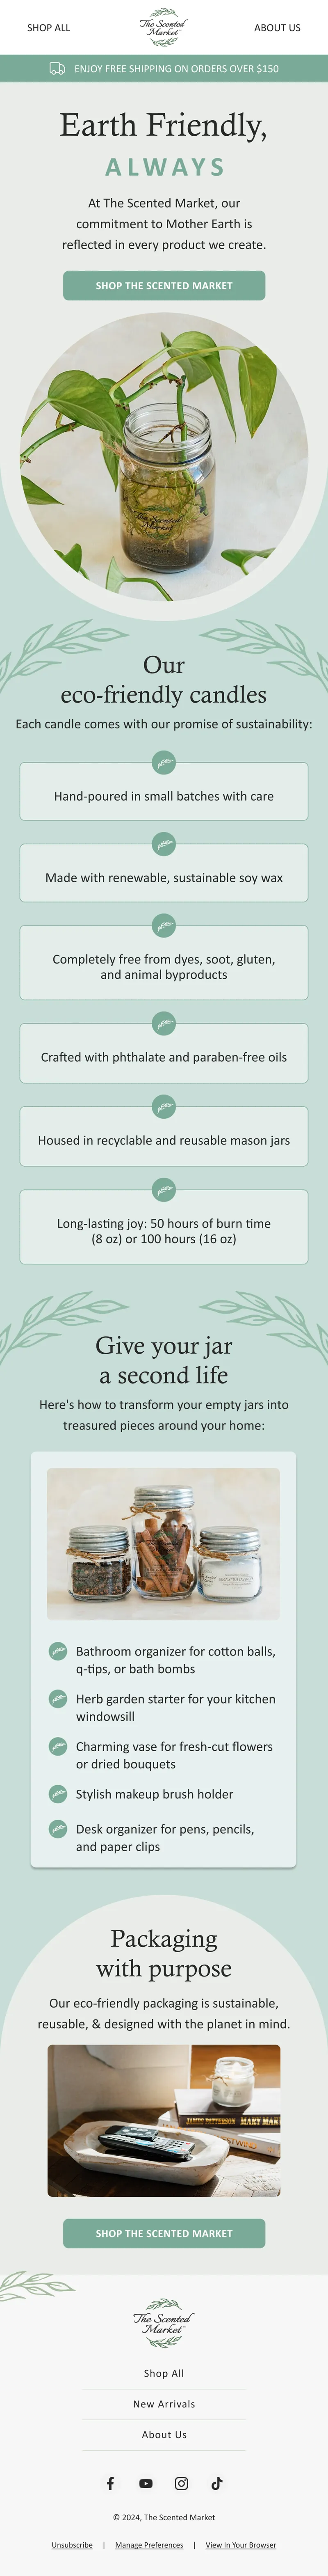 SHOP ALL
The Scented
Market
ABOUT US
ENJOY FREE SHIPPING ON ORDERS OVER $150
Earth Friendly,
ALWAYS
At The Scented Market, our
commitment to Mother Earth is
reflected in every product we create.
SHOP THE SCENTED MARKET
The Scented
Market
Our
eco-friendly candles
Each candle comes with our promise of sustainability:
Hand-poured in small batches with care
Made with renewable, sustainable soy wax
Completely free from dyes, soot, gluten,
and animal byproducts
Crafted with phthalate and paraben-free oils
Housed in recyclable and reusable mason jars
Long-lasting joy: 50 hours of burn time
(8 oz) or 100 hours (16 oz)
Give your jar
a second life
Here's how to transform your empty jars into
treasured pieces around your home:
Bathroom organizer for cotton balls,
q-tips, or bath bombs
Herb garden starter for your kitchen
windowsill
Charming vase for fresh-cut flowers
or dried bouquets
Stylish makeup brush holder
Desk organizer for pens, pencils,
and paper clips
Packaging
with purpose
Our eco-friendly packaging is sustainable,
reusable, & designed with the planet in mind.
JAMES PATTERSON
SHOP THE SCENTED MARKET
The Scented
Market
Shop All
New Arrivals
About Us
© 2024, The Scented Market
Unsubscribe | Manage Preferences | View In Your Browser